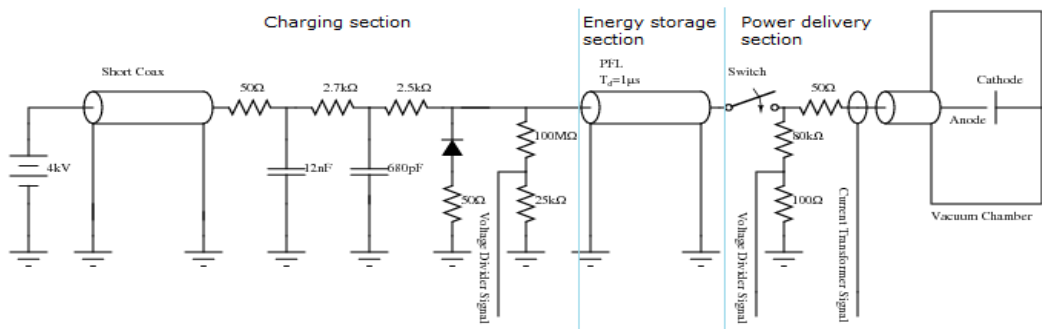 Charging section
Energy storage
section
Power delivery
section
Short Coax
50Ω
2.7kΩ
2.5kΩ
PFL
T_d=1μs
Switch
50Ω
Cathode
Anode
4kV
12nF
680pF
50Ω
100MΩ
25kΩ
80kΩ
100Ω
Voltage Divider Signal
Voltage Divider Signal
Current Transformer Signal
Vacuum Chamber